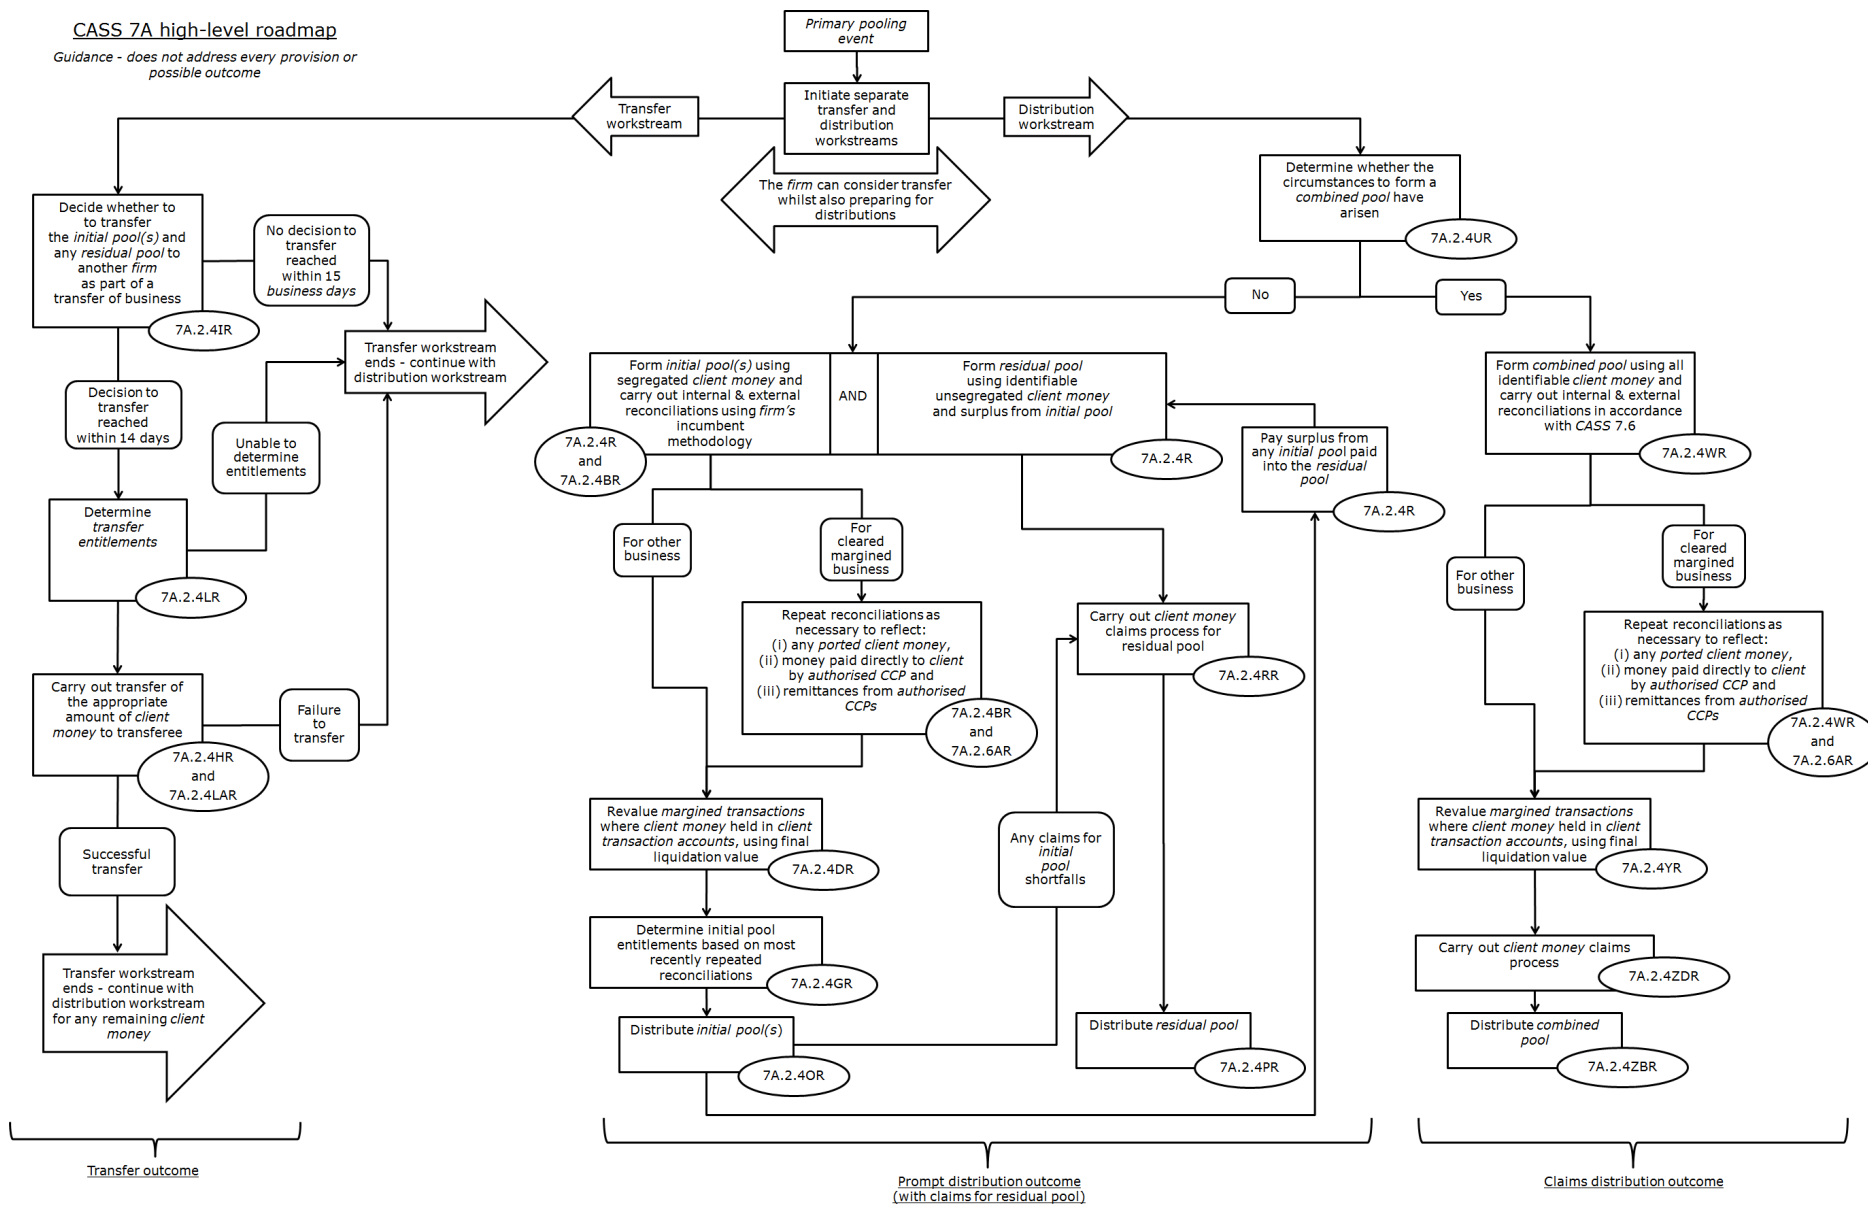 CASS 7A high-level roadmap
Guidance - does not address every provision or
possible outcome
Primary pooling
event
Initiate separate
transfer and
distribution
workstreams
Transfer
workstream
Distribution
workstream
The firm can consider transfer
whilst also preparing for
distributions
Decide whether to
to transfer
the initial pool(s) and
any residual pool to
another firm
as part of a
transfer of business
7A.2.4IR
No decision to
transfer
reached
within 15
business days
Decision to
transfer
reached
within 14 days
Unable to
determine
entitlements
Transfer workstream
ends - continue with
distribution workstream
Determine
transfer
entitlements
7A.2.4LR
Carry out transfer of
the appropriate
amount of client
money to transferee
7A.2.4HR
and
7A.2.4LAR
Failure
to
transfer
Successful
transfer
Transfer workstream
ends - continue with
distribution workstream
for any remaining client
money
Transfer outcome
Determine whether the
circumstances to form a
combined pool have
arisen
7A.2.4UR
No
Yes
Form initial pool(s) using
segregated client money and
carry out internal & external
reconciliations using firm's
incumbent
methodology
7A.2.4R
and
7A.2.4BR
AND
Form residual pool
using identifiable
unsegregated client money
and surplus from initial pool
7A.2.4R
Pay surplus from
any initial pool paid
into the residual
pool
7A.2.4R
For other
business
For
cleared
margined
business
Repeat reconciliations as
necessary to reflect:
(i) any ported client money,
(ii) money paid directly to client
by authorised CCP and
(iii) remittances from authorised
CCPs
7A.2.4BR
and
7A.2.6AR
Carry out client money
claims process for
residual pool
7A.2.4RR
Revalue margined transactions
where client money held in client
transaction accounts, using final
liquidation value
7A.2.4DR
Any claims for
initial
pool
shortfalls
Determine initial pool
entitlements based on most
recently repeated
reconciliations
7A.2.4GR
Distribute initial pool(s)
7A.2.4OR
Distribute residual pool
7A.2.4PR
Prompt distribution outcome
(with claims for residual pool)
Form combined pool using all
identifiable client money and
carry out internal & external
reconciliations in accordance
with CASS 7.6
7A.2.4WR
For other
business
For
cleared
margined
business
Repeat reconciliations as
necessary to reflect:
(i) any ported client money,
(ii) money paid directly to client
by authorised CCP and
(iii) remittances from authorised
CCPs
7A.2.4WR
and
7A.2.6AR
Revalue margined transactions
where client money held in client
transaction accounts, using final
liquidation value
7A.2.4YR
Carry out client money claims
process
7A.2.4ZDR
Distribute combined
pool
7A.2.4ZBR
Claims distribution outcome